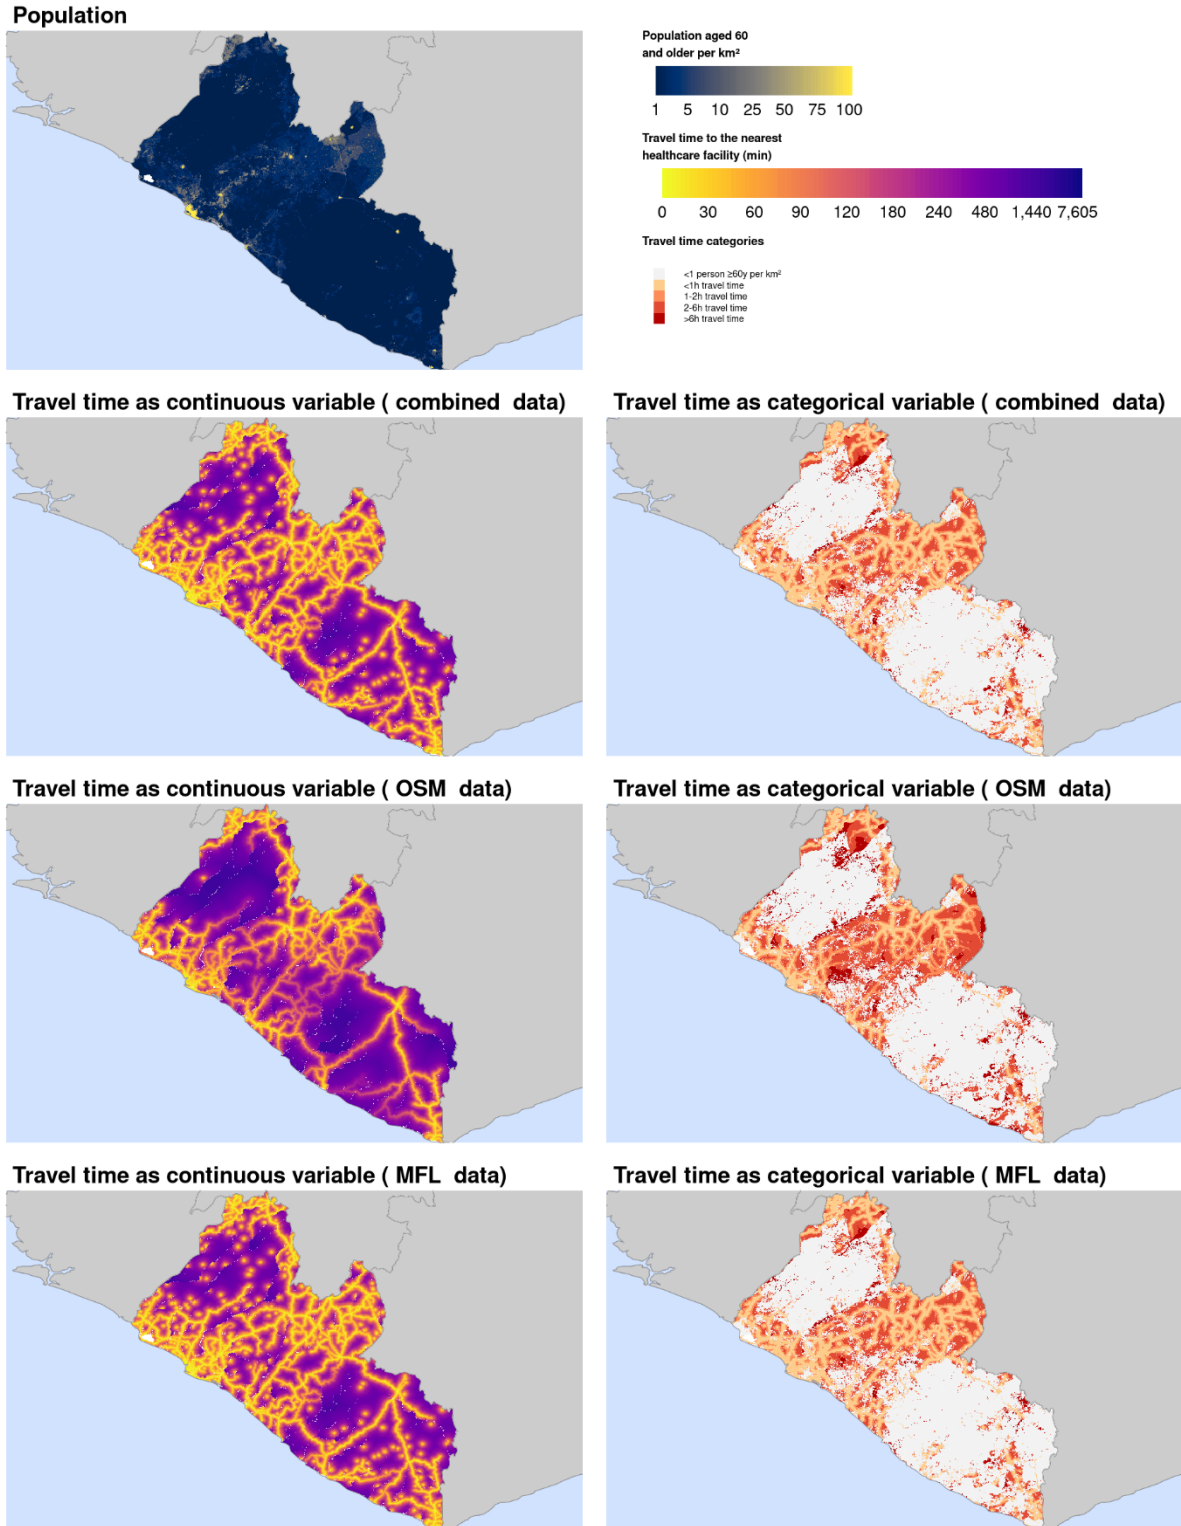 Population
Population aged 60
and older per km²
1 5 10 25 50 75 100
Travel time to the nearest
healthcare facility (min)
0 30 60 90 120 180 240 480 1,440 7,605
Travel time categories
<1 person ≥60y per km²
<1h travel time
1-2h travel time
2-6h travel time
>6h travel time
Travel time as continuous variable ( combined data)
Travel time as categorical variable ( combined data)
Travel time as continuous variable ( OSM data)
Travel time as categorical variable ( OSM data)
Travel time as continuous variable ( MFL data)
Travel time as categorical variable ( MFL data)